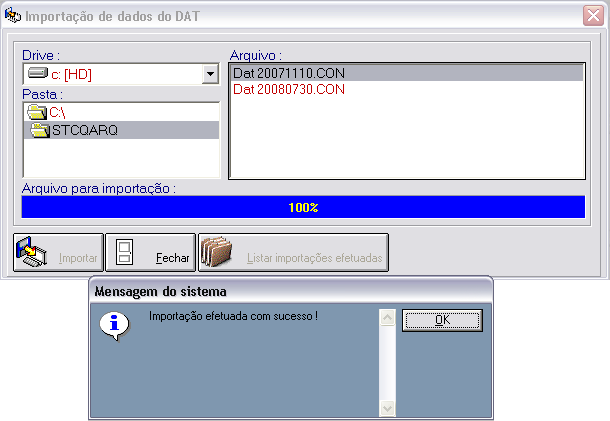 Importação de dados do DAT
Drive :
c: [HD]
Pasta :
C:\
STCQARQ
Arquivo :
Dat 20071110.CON
Dat 20080730.CON
Arquivo para importação :
100%
Importar
Fechar
Listar importações efetuadas
Mensagem do sistema
Importação efetuada com sucesso !
OK